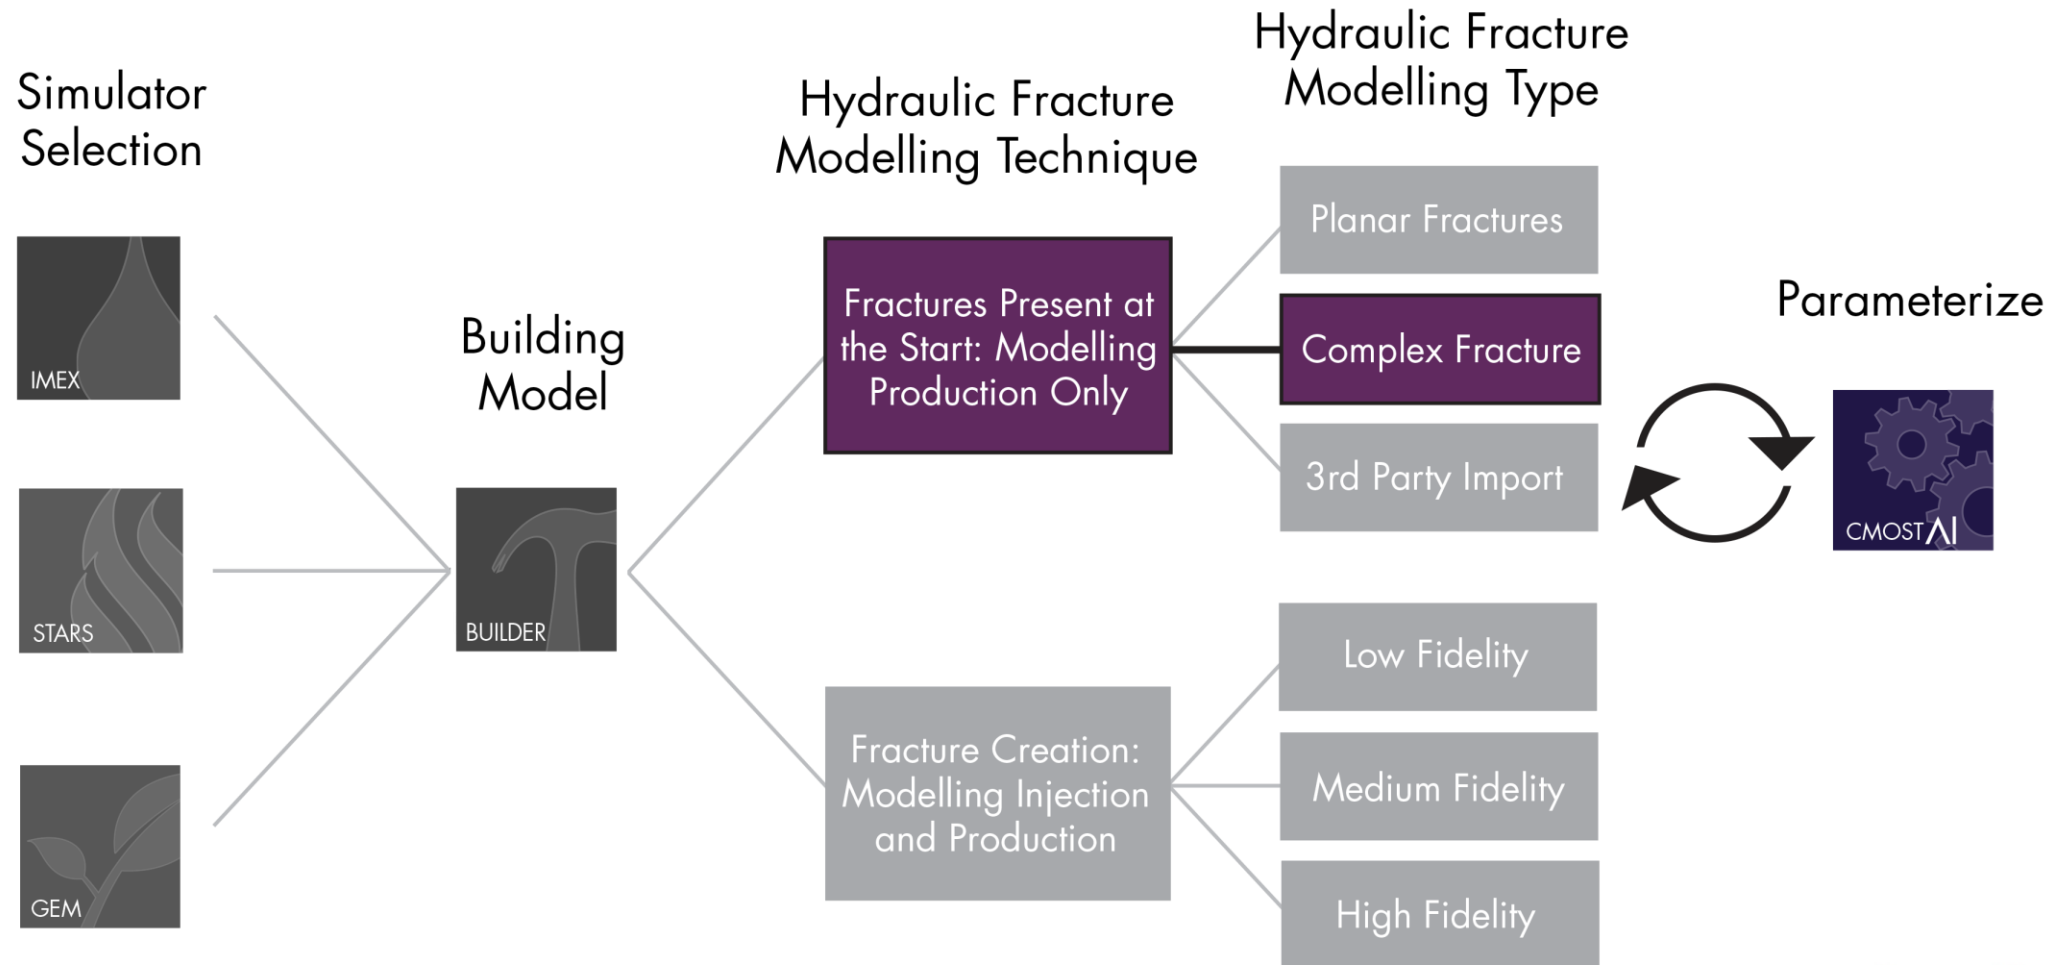 Simulator
Selection
IMEX
STARS
GEM
Building
Model
BUILDER
Hydraulic Fracture
Modelling Technique
Fractures Present at
the Start: Modelling
Production Only
Fracture Creation:
Modelling Injection
and Production
Hydraulic Fracture
Modelling Type
Planar Fractures
Complex Fracture
3rd Party Import
Low Fidelity
Medium Fidelity
High Fidelity
Parameterize
CMOST AI